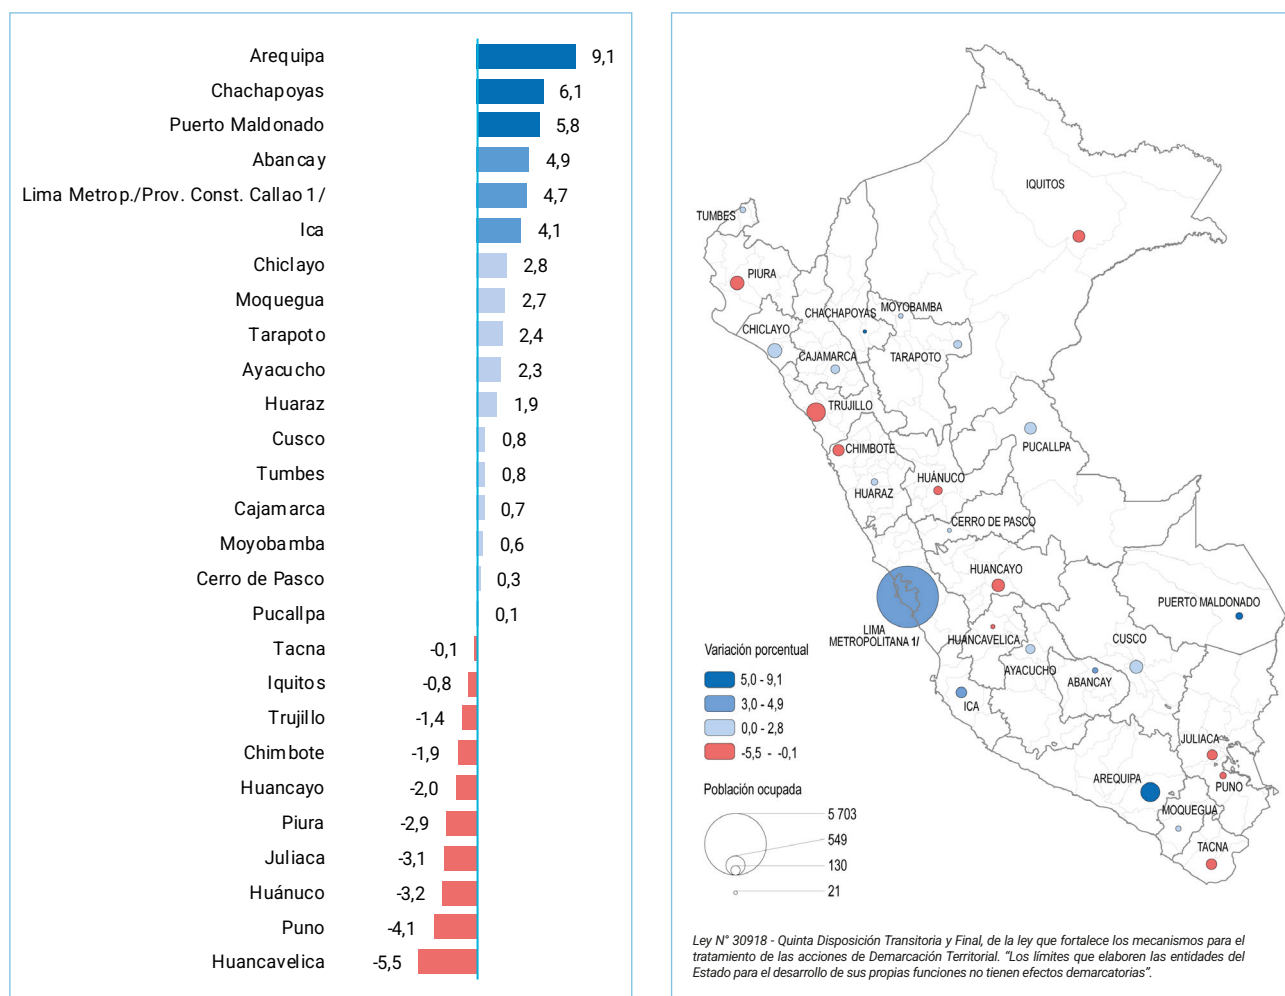 Arequipa 9,1
Chachapoyas 6,1
Puerto Maldonado 5,8
Abancay 4,9
Lima Metrop./Prov. Const. Callao 1/ 4,7
Ica 4,1
Chiclayo 2,8
Moquegua 2,7
Tarapoto 2,4
Ayacucho 2,3
Huaraz 1,9
Cusco 0,8
Tumbes 0,8
Cajamarca 0,7
Moyobamba 0,6
Cerro de Pasco 0,3
Pucallpa 0,1
Tacna -0,1
Iquitos -0,8
Trujillo -1,4
Chimbote -1,9
Huancayo -2,0
Piura -2,9
Juliaca -3,1
Huánuco -3,2
Puno -4,1
Huancavelica -5,5
IQUITOS
TUMBES
PIURA
MOYOBAMBA
CHACHAPOYAS
CHICLAYO
CAJAMARCA
TARAPOTO
TRUJILLO
CHIMBOTE
PUCALLPA
HUÁNUCO
HUARAZ
CERRO DE PASCO
HUANCAYO
PUERTO MALDONADO
LIMA
METROPOLITANA 1/
HUANCAVELICA
CUSCO
AYACUCHO
ABANCAY
ICA
JULIACA
AREQUIPA
PUNO
MOQUEGUA
TACNA
Variación porcentual
5,0 - 9,1
3,0 - 4,9
0,0 - 2,8
-5,5 - -0,1
Población ocupada
5 703
549
130
21
Ley N° 30918 - Quinta Disposición Transitoria y Final, de la ley que fortalece los mecanismos para el
tratamiento de las acciones de Demarcación Territorial. "Los límites que elaboren las entidades del
Estado para el desarrollo de sus propias funciones no tienen efectos demarcatorias".